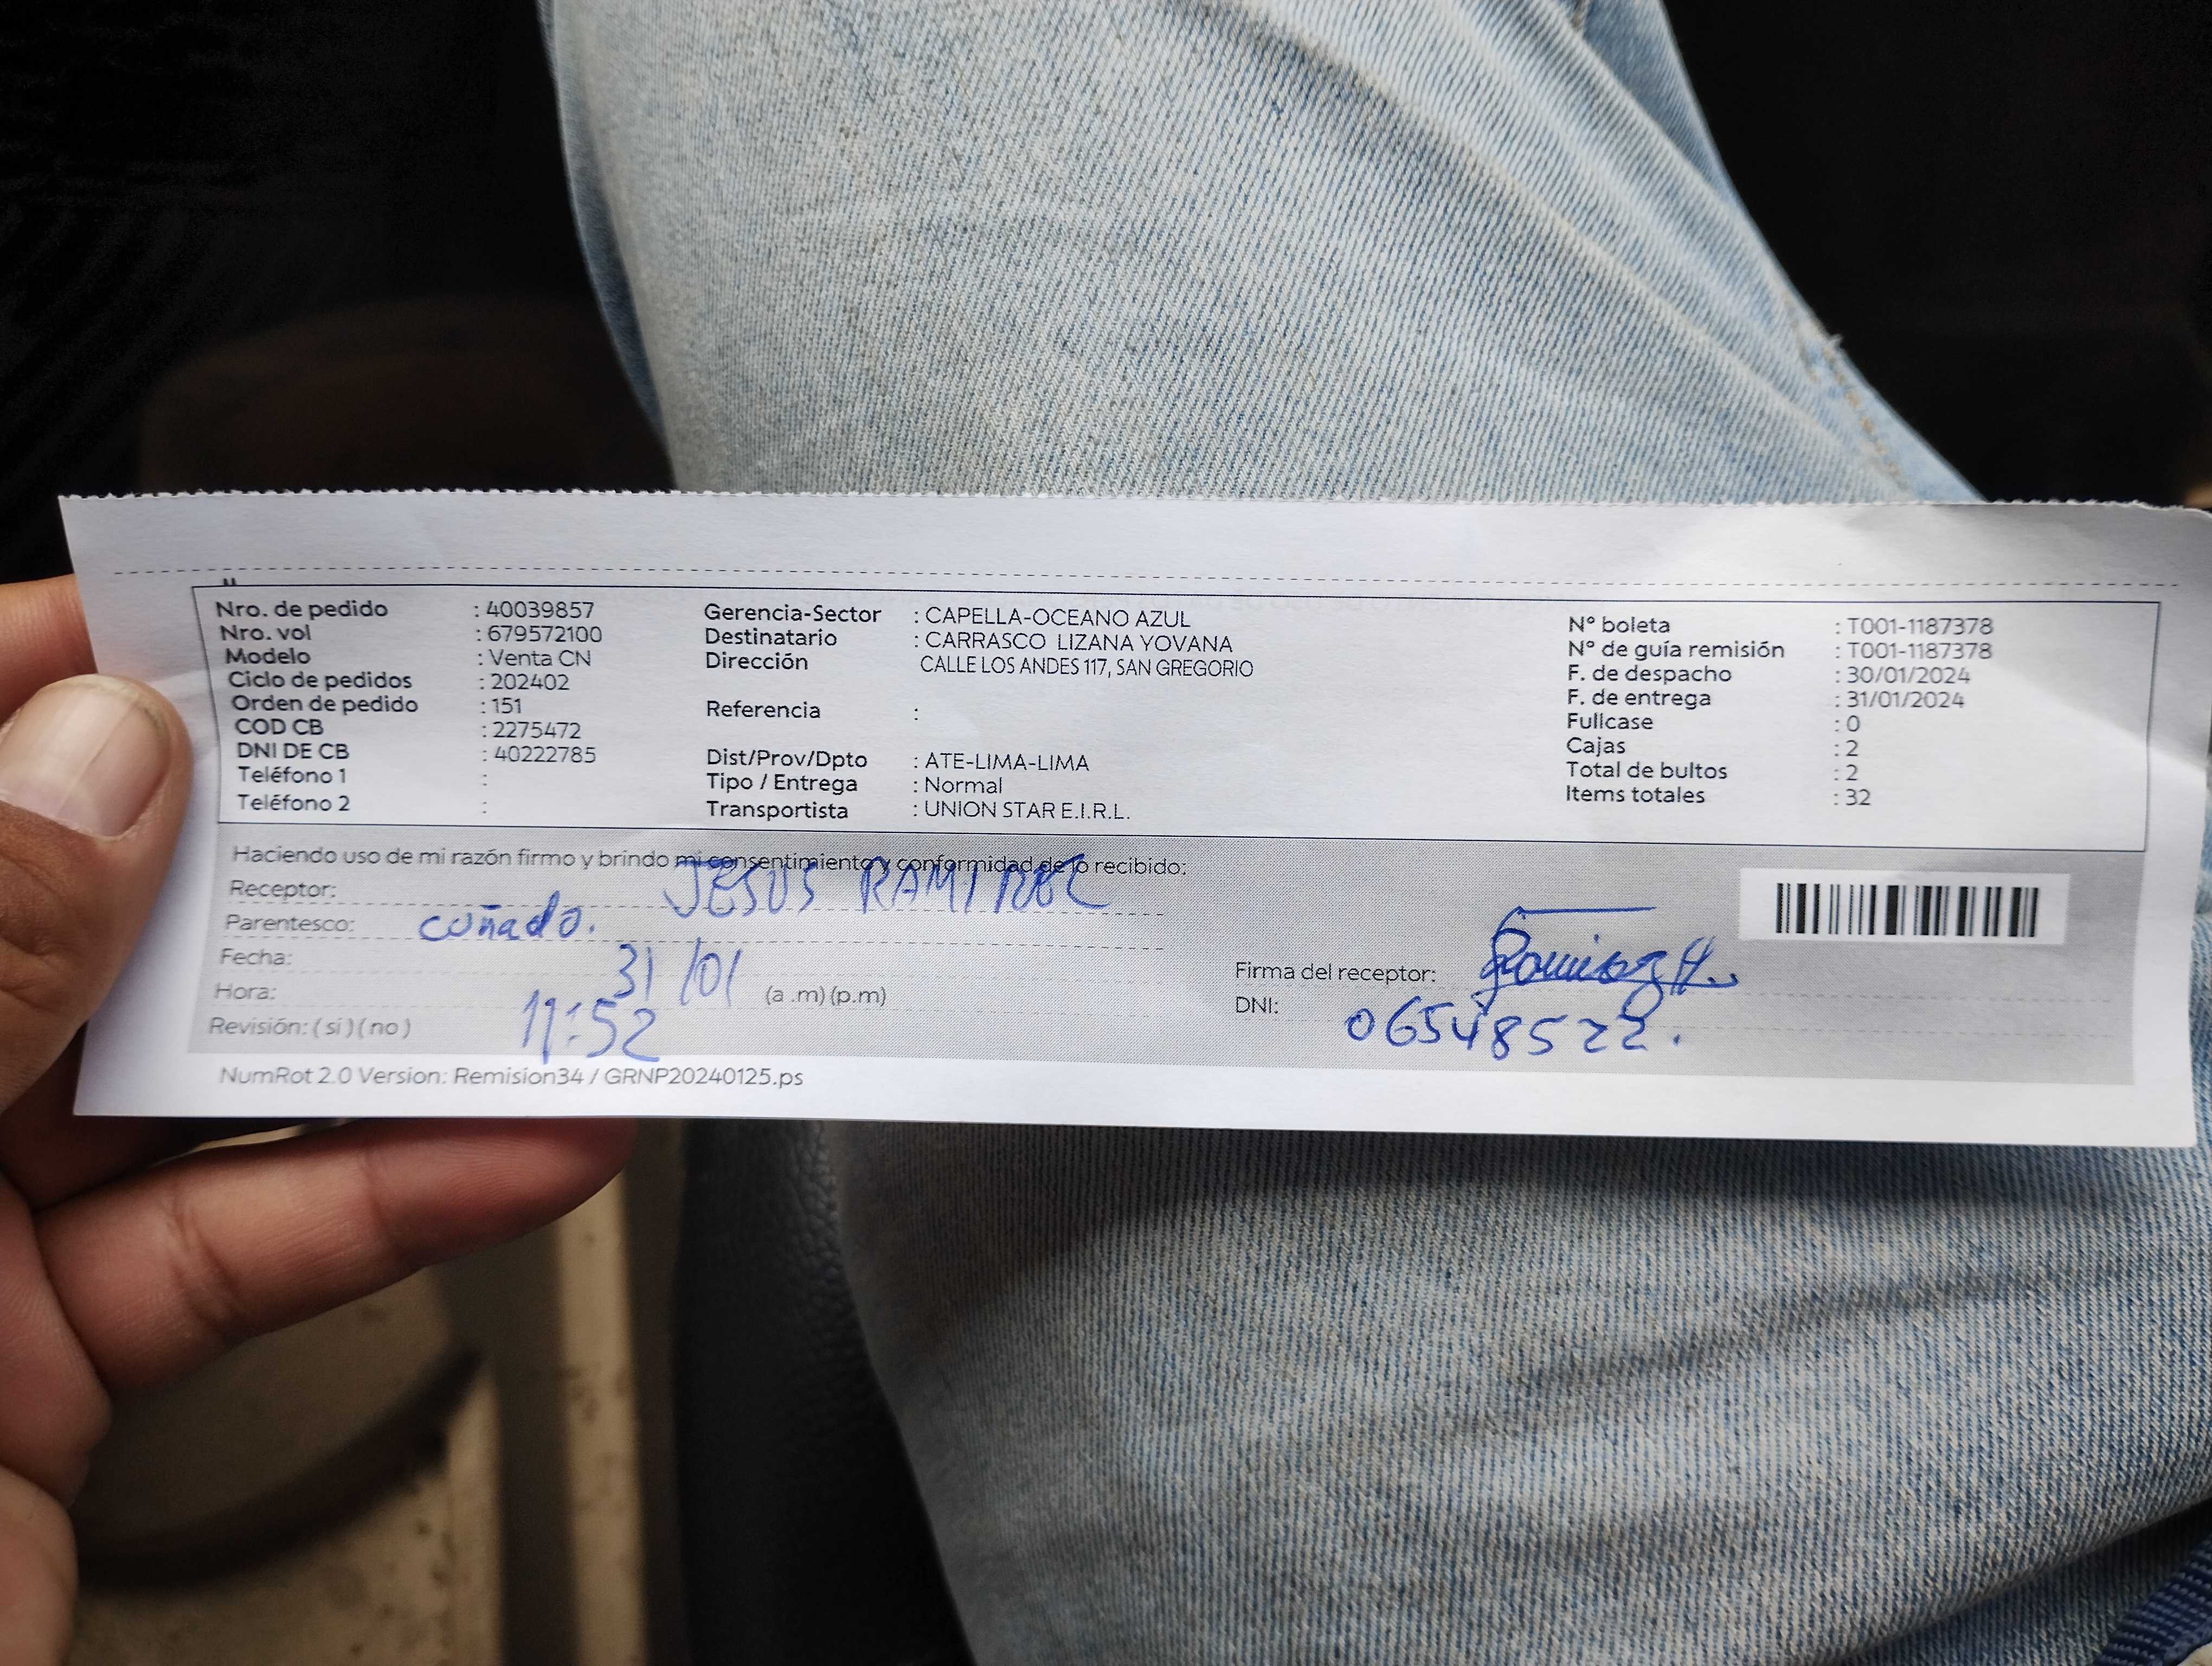 Nro. de pedido : 40039857
Nro. vol : 679572100
Modelo : Venta CN
Ciclo de pedidos : 202402
Orden de pedido : 151
COD CB : 2275472
DNI DE CB : 40222785
Teléfono 1 :
Teléfono 2 :
Gerencia-Sector : CAPELLA-OCEANO AZUL
Destinatario : CARRASCO LIZANA YOVANA
Dirección CALLE LOS ANDES 117, SAN GREGORIO
Referencia :
Dist/Prov/Dpto : ATE-LIMA-LIMA
Tipo / Entrega : Normal
Transportista : UNION STAR E.I.R.L.
N° boleta : T001-1187378
N° de guía remisión : T001-1187378
F. de despacho : 30/01/2024
F. de entrega : 31/01/2024
Fullcase : 0
Cajas : 2
Total de bultos : 2
Items totales : 32
Haciendo uso de mi razón firmo y brindo mi consentimiento y conformidad de lo recibido:
Receptor: JESUS RAMIREZ
Parentesco: cuñado.
Fecha: 31/01
Hora: 11:52 (a .m) (p.m)
Revisión: ( si ) ( no )
Firma del receptor:
DNI: 06548522.
NumRot 2.0 Version: Remision34 / GRNP20240125.ps